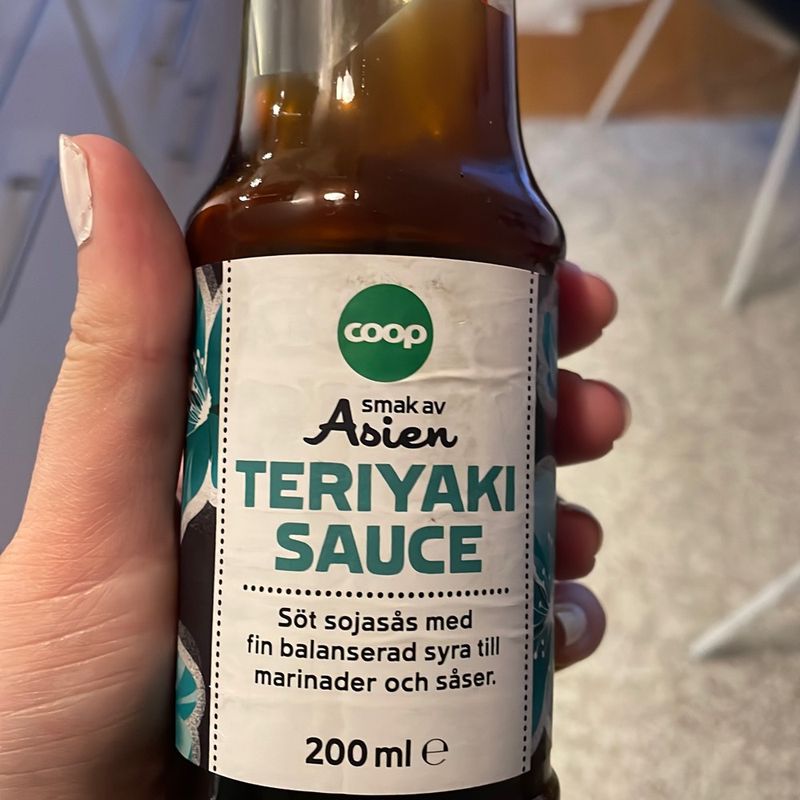 coop
smak av
Asien
TERIYAKI
SAUCE
Söt sojasås med
fin balanserad syra till
marinader och såser.
200 ml ℮